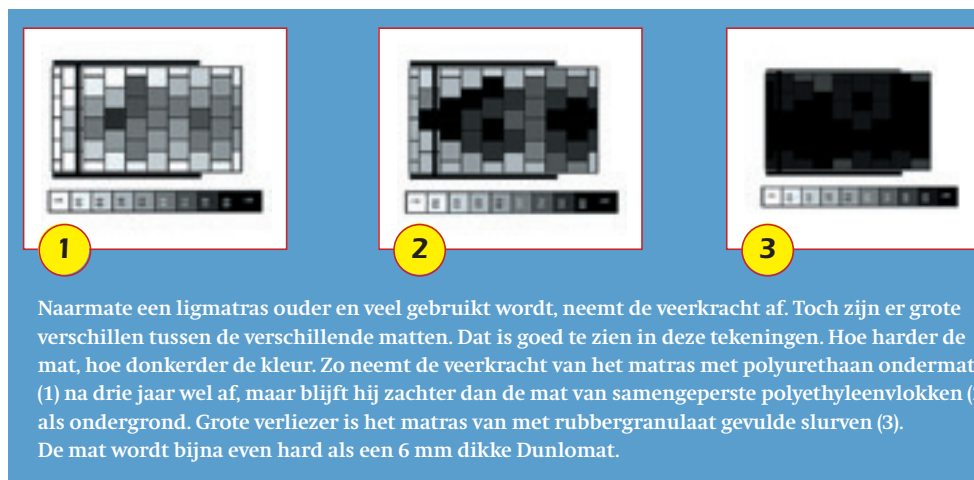 1
2
3
Naarmate een ligmatras ouder en veel gebruikt wordt, neemt de veerkracht af. Toch zijn er grote
verschillen tussen de verschillende matten. Dat is goed te zien in deze tekeningen. Hoe harder de
mat, hoe donkerder de kleur. Zo neemt de veerkracht van het matras met polyurethaan ondermat
(1) na drie jaar wel af, maar blijft hij zachter dan de mat van samengeperste polyethyleenvlokken
als ondergrond. Grote verliezer is het matras van met rubbergranulaat gevulde slurven (3).
De mat wordt bijna even hard als een 6 mm dikke Dunlomat.